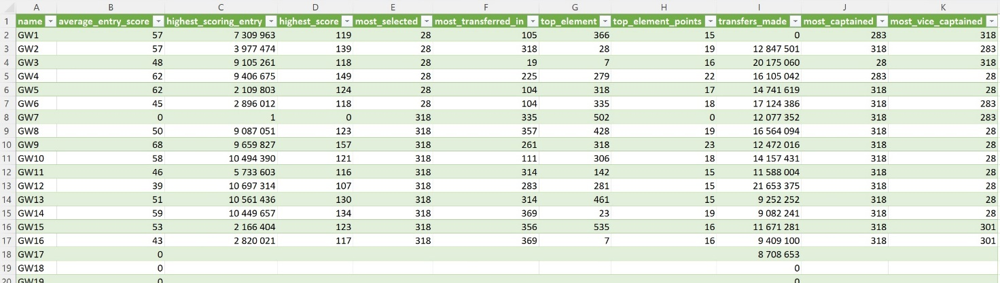 A B C D E F G H I J K
1 name average_entry_score highest_scoring_entry highest_score most_selected most_transferred_in top_element top_element_points transfers_made most_captained most_vice_captained
2 GW1 57 7 309 963 119 28 105 366 15 0 283 318
3 GW2 57 3 977 474 139 28 318 28 19 12 847 501 318 283
4 GW3 48 9 105 261 118 28 19 7 16 20 175 060 28 318
5 GW4 62 9 406 675 149 28 225 279 22 16 105 042 283 28
6 GW5 62 2 109 803 124 28 104 318 17 14 741 619 318 28
7 GW6 45 2 896 012 118 28 104 335 18 17 124 386 318 283
8 GW7 0 1 0 318 335 502 0 12 077 352 318 283
9 GW8 50 9 087 051 123 318 357 428 19 16 564 094 318 28
10 GW9 68 9 659 827 157 318 261 318 23 12 472 016 318 28
11 GW10 58 10 494 390 121 318 111 306 18 14 157 431 318 28
12 GW11 46 5 733 603 116 318 314 142 15 11 588 004 318 28
13 GW12 39 10 697 314 107 318 283 281 15 21 653 375 318 28
14 GW13 51 10 561 436 130 318 314 461 15 9 252 252 318 28
15 GW14 59 10 449 657 134 318 369 23 19 9 082 241 318 28
16 GW15 53 2 166 404 123 318 356 535 16 11 671 281 318 301
17 GW16 43 2 820 021 117 318 369 7 16 9 409 100 318 301
18 GW17 0 8 708 653
19 GW18 0 0
20 GW19 0 0